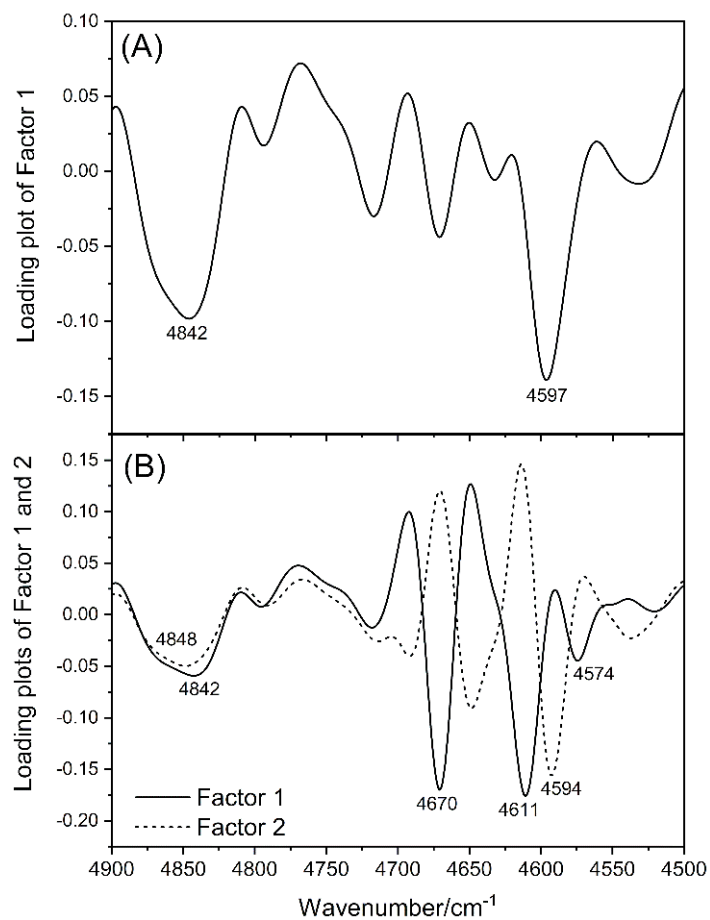 (A)
Loading plot of Factor 1
0.10
0.05
0.00
-0.05
-0.10
-0.15
4842
4597
(B)
Loading plots of Factor 1 and 2
0.15
0.10
0.05
0.00
-0.05
-0.10
-0.15
-0.20
4848
4842
4574
4670
4611
4594
Factor 1
Factor 2
4900 4850 4800 4750 4700 4650 4600 4550 4500
Wavenumber/cm⁻¹